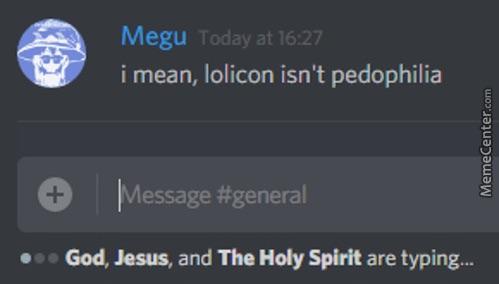 Megu Today at 16:27
i mean, lolicon isn't pedophilia
Message #general
God, Jesus, and The Holy Spirit are typing...
MemeCenter.com